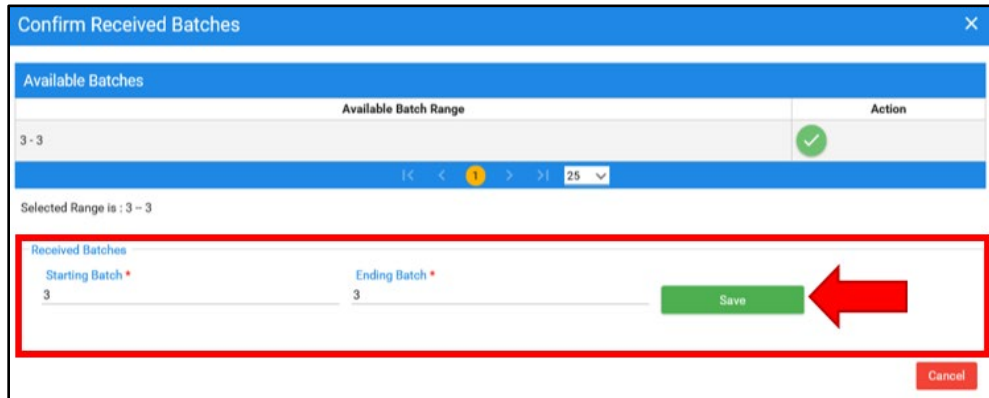 Confirm Received Batches
Available Batches
Available Batch Range Action
3 - 3
1 25
Selected Range is : 3 – 3
Received Batches
Starting Batch * Ending Batch *
3 3 Save
Cancel